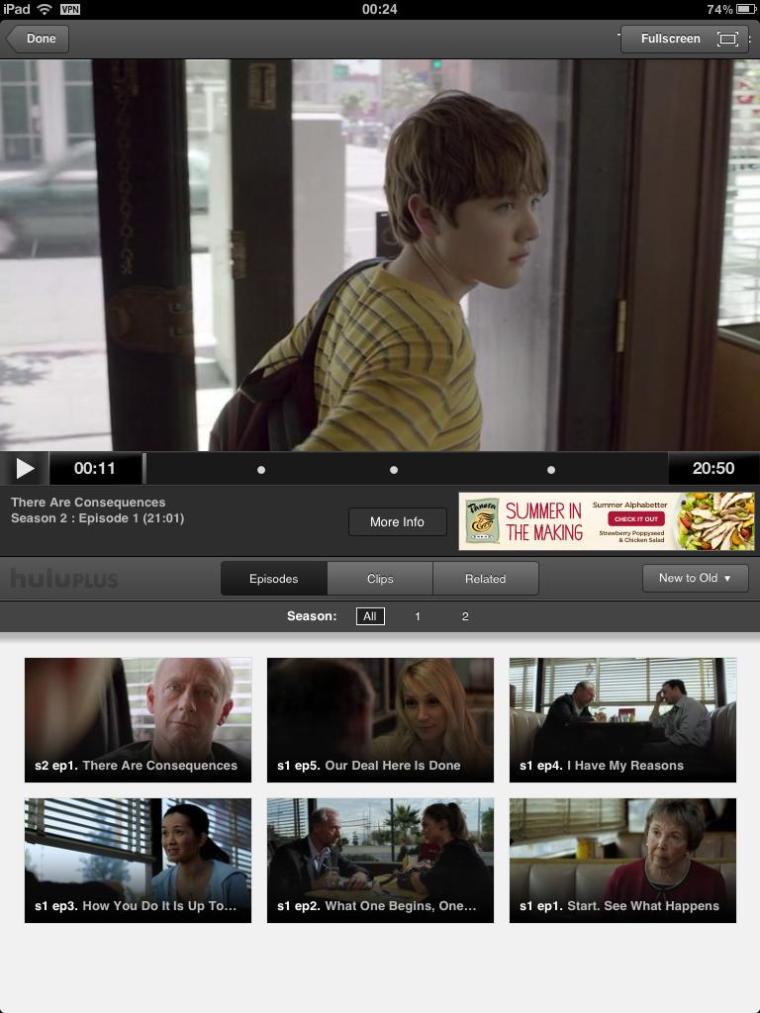 iPad VPN 00:24 74%
Done Fullscreen
00:11 20:50
There Are Consequences
Season 2 : Episode 1 (21:01)
More Info
Panera
SUMMER IN
THE MAKING
Summer Alphabetter
CHECK IT OUT
Strawberry Poppyseed
& Chicken Salad
huluPLUS
Episodes Clips Related New to Old
Season: All 1 2
s2 ep1. There Are Consequences
s1 ep5. Our Deal Here Is Done
s1 ep4. I Have My Reasons
s1 ep3. How You Do It Is Up To...
s1 ep2. What One Begins, One...
s1 ep1. Start. See What Happens